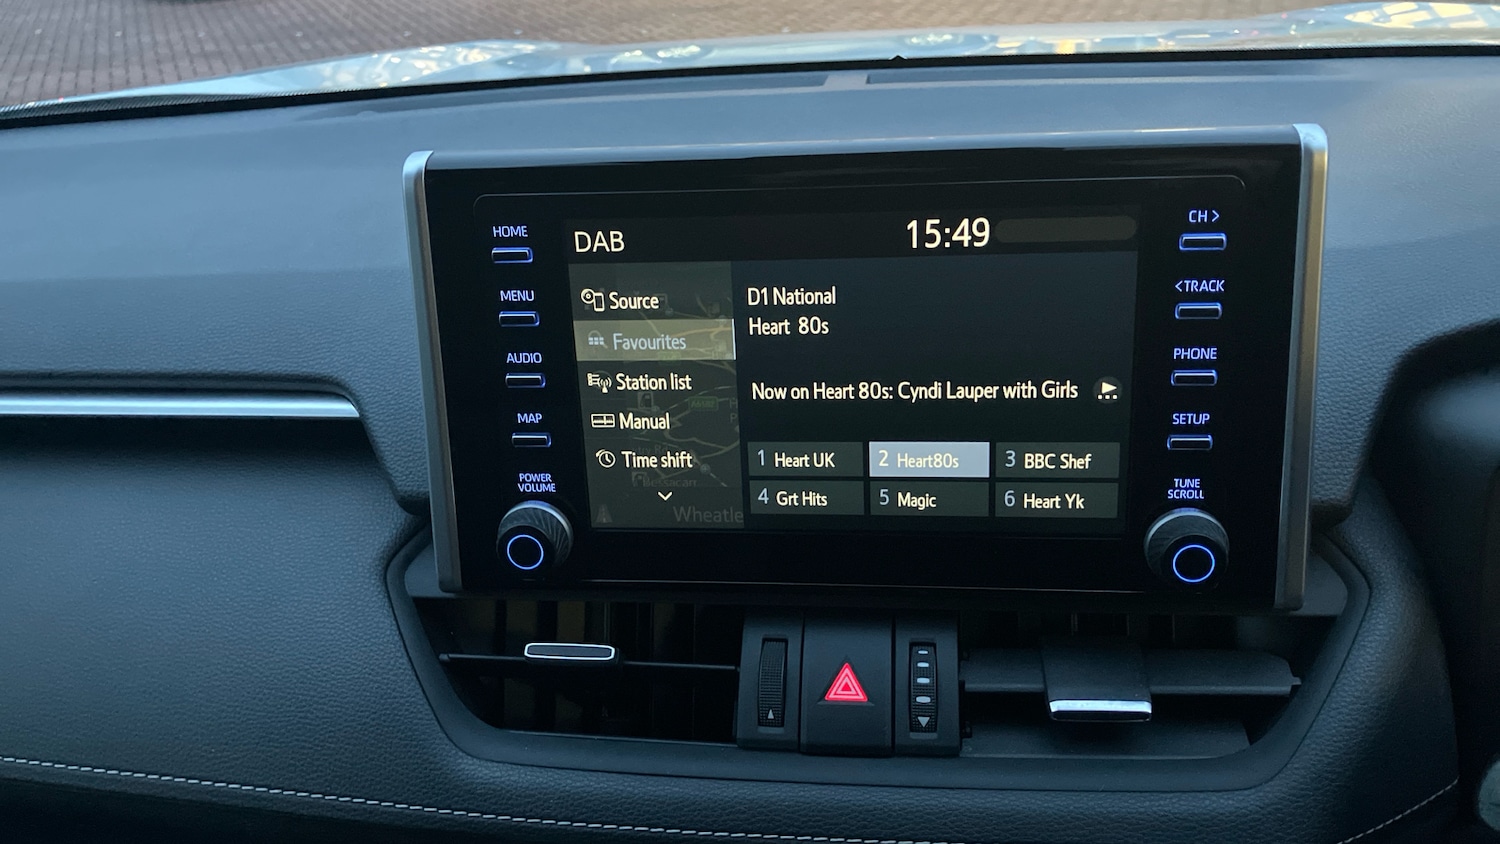 HOME
MENU
AUDIO
MAP
POWER
VOLUME
DAB
15:49
Source
Favourites
Station list
Manual
Time shift
Wheatle
D1 National
Heart 80s
Now on Heart 80s: Cyndi Lauper with Girls
1 Heart UK
2 Heart80s
3 BBC Shef
4 Grt Hits
5 Magic
6 Heart Yk
CH >
<TRACK
PHONE
SETUP
TUNE
SCROLL